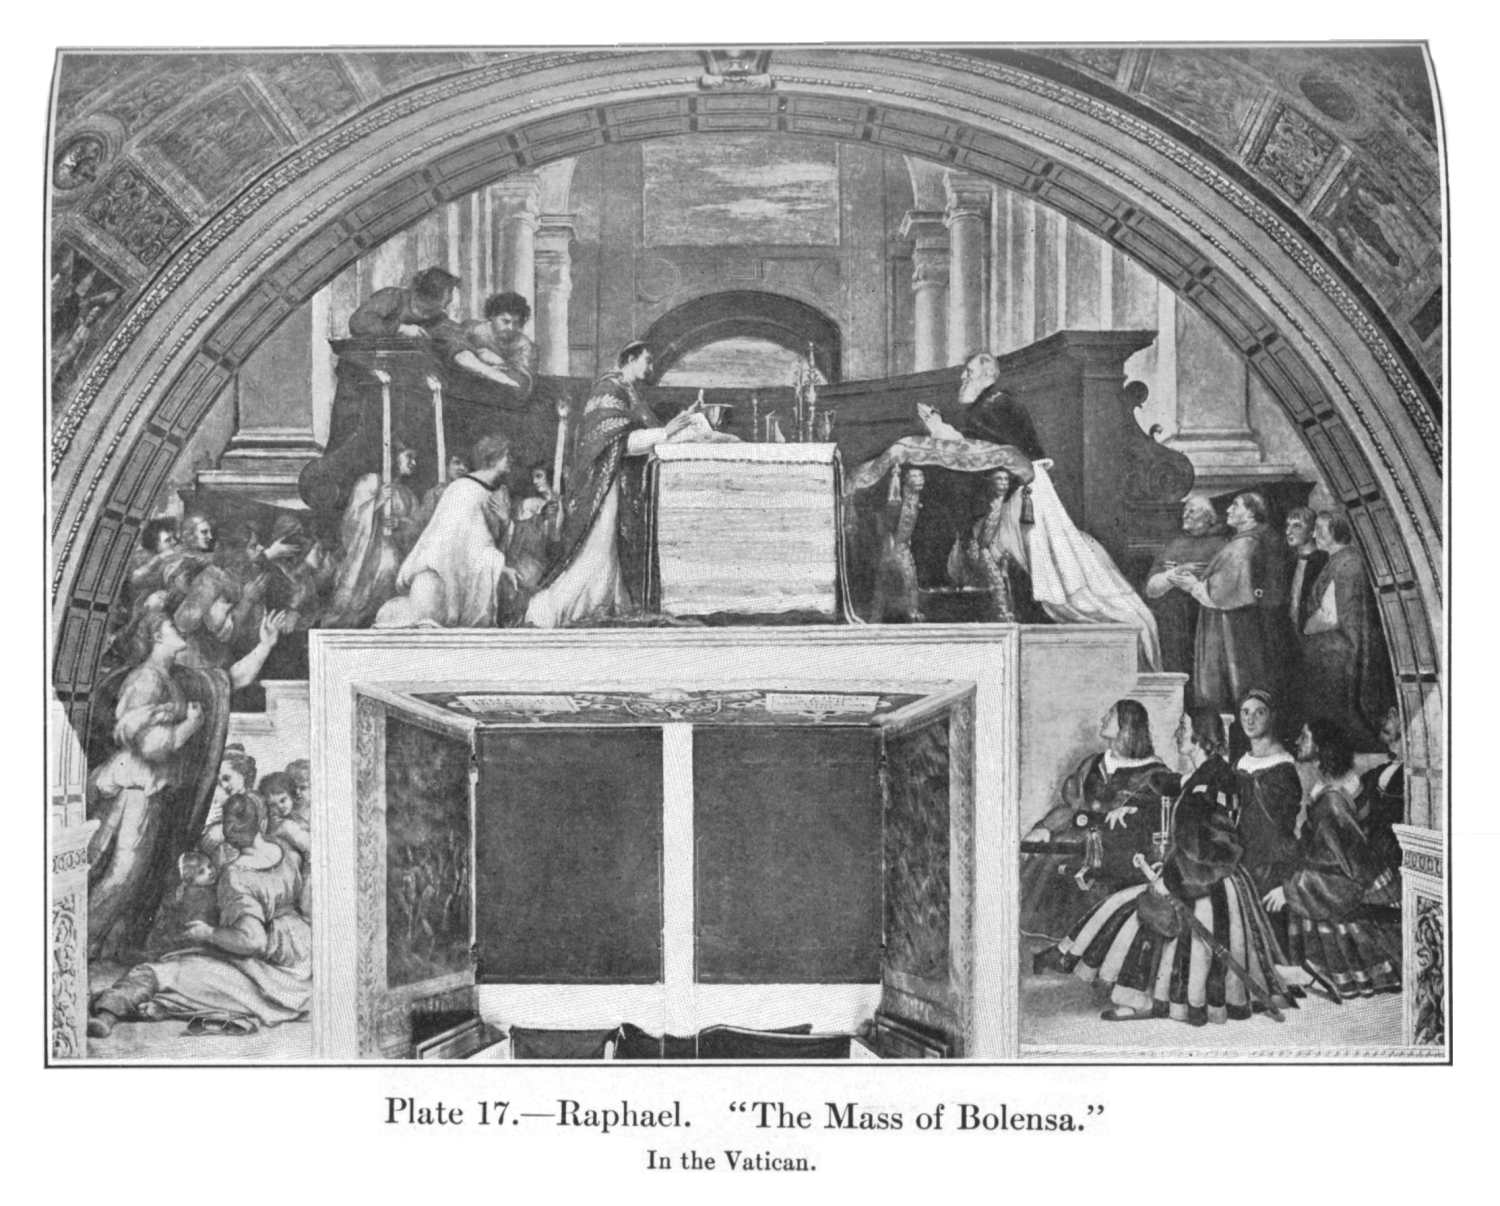 Plate 17.—Raphael. “The Mass of Bolensa.”
In the Vatican.